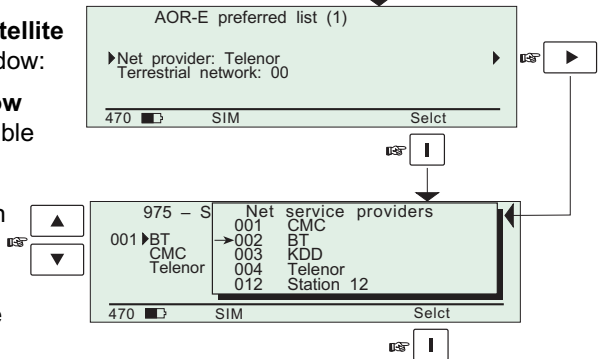 tellite
dow:
ow
ble
n
e
AOR-E preferred list (1)
Net provider: Telenor
Terrestrial network: 00
470 SIM Selct
I
975 – S
001 BT
CMC
Telenor
Net service providers
001 CMC
002 BT
003 KDD
004 Telenor
012 Station 12
470 SIM Selct
I